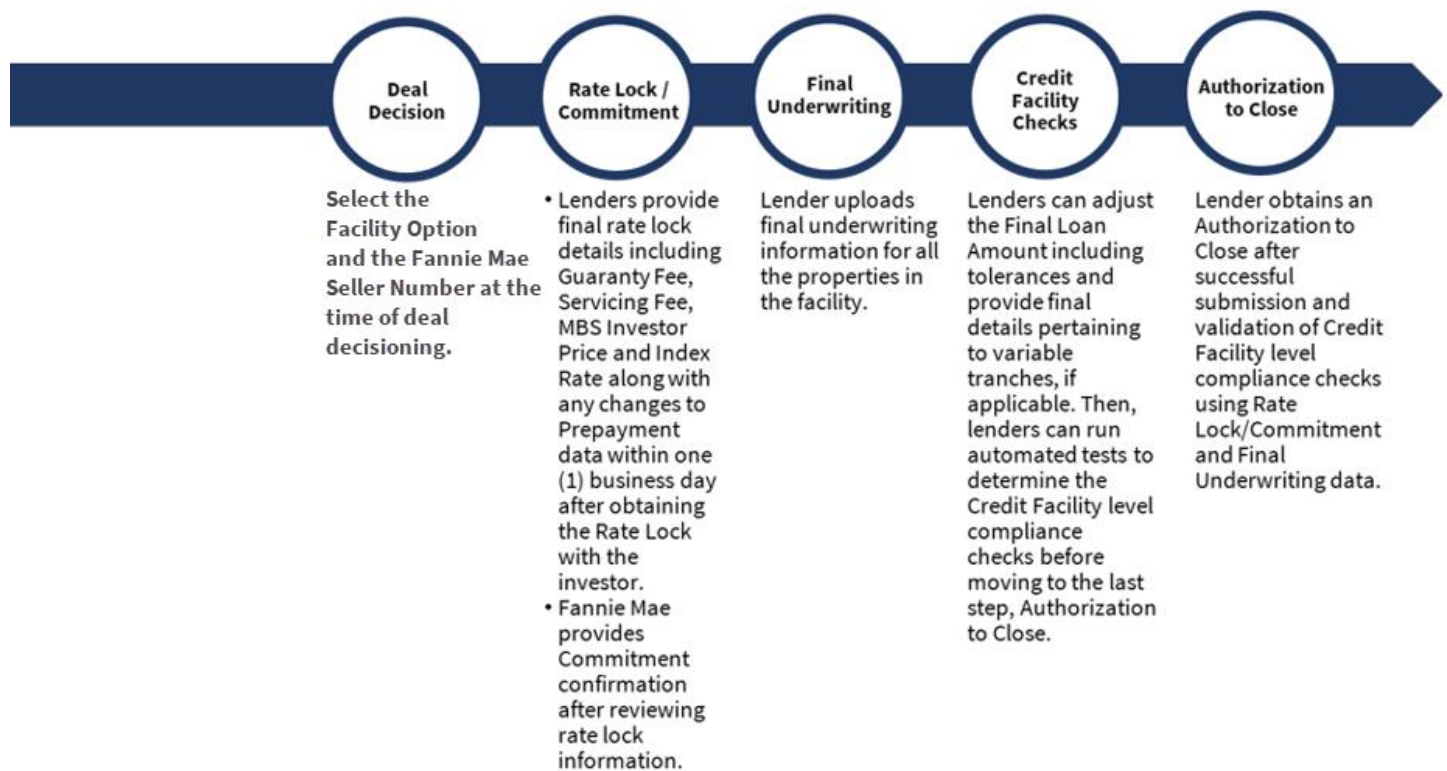 Deal
Decision
Rate Lock /
Commitment
Final
Underwriting
Credit
Facility
Checks
Authorization
to Close
Select the
Facility Option
and the Fannie Mae
Seller Number at the
time of deal
decisioning.
• Lenders provide
final rate lock
details including
Guaranty Fee,
Servicing Fee,
MBS Investor
Price and Index
Rate along with
any changes to
Prepayment
data within one
(1) business day
after obtaining
the Rate Lock
with the
investor.
• Fannie Mae
provides
Commitment
confirmation
after reviewing
rate lock
information.
Lender uploads
final underwriting
information for all
the properties in
the facility.
Lenders can adjust
the Final Loan
Amount including
tolerances and
provide final
details pertaining
to variable
tranches, if
applicable. Then,
lenders can run
automated tests to
determine the
Credit Facility level
compliance
checks before
moving to the last
step, Authorization
to Close.
Lender obtains an
Authorization to
Close after
successful
submission and
validation of Credit
Facility level
compliance checks
using Rate
Lock/Commitment
and Final
Underwriting data.